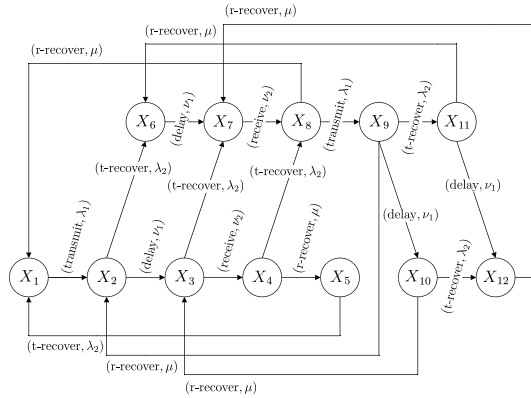 (r-recover, μ)
(r-recover, μ)
(r-recover, μ)
X6
(delay, ν1)
X7
(receive, ν2)
X8
(transmit, λ1)
X9
(t-recover, λ2)
X11
(t-recover, λ2)
(t-recover, λ2)
(t-recover, λ2)
(delay, ν1)
(delay, ν1)
X1
(transmit, λ1)
X2
(delay, ν1)
X3
(receive, ν2)
X4
(r-recover, μ)
X5
X10
(t-recover, λ2)
X12
(t-recover, λ2)
(r-recover, μ)
(r-recover, μ)